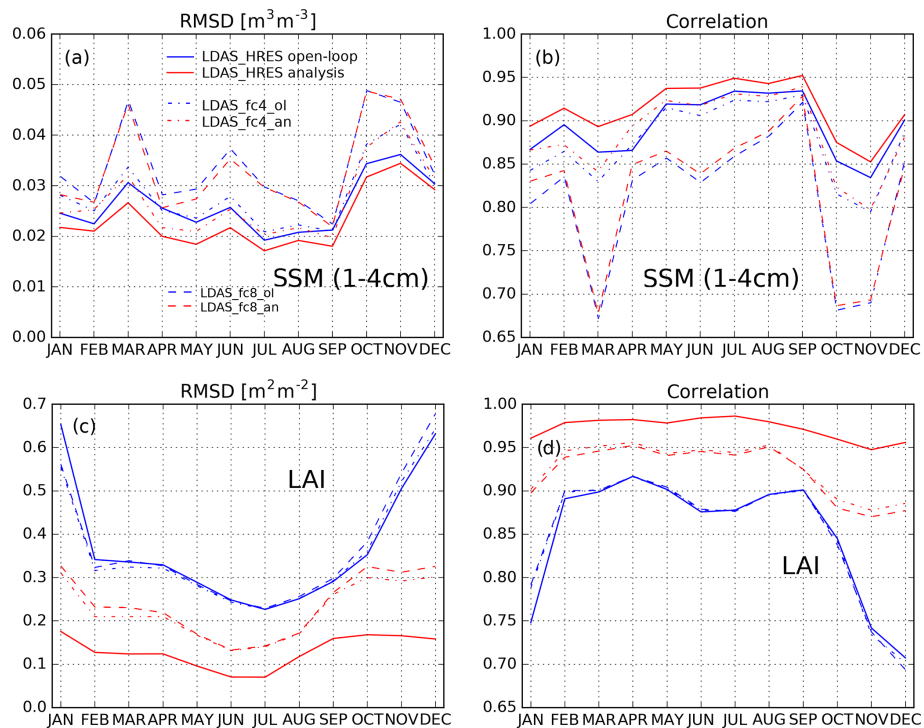 RMSD [m³m⁻³]
Correlation
0.06
0.05
0.04
0.03
0.02
0.01
0.00
(a)
LDAS_HRES open-loop
LDAS_HRES analysis
LDAS_fc4_ol
LDAS_fc4_an
SSM (1-4cm)
LDAS_fc8_ol
LDAS_fc8_an
JAN FEB MAR APR MAY JUN JUL AUG SEP OCT NOV DEC
1.00
0.95
0.90
0.85
0.80
0.75
0.70
0.65
(b)
SSM (1-4cm)
JAN FEB MAR APR MAY JUN JUL AUG SEP OCT NOV DEC
RMSD [m²m⁻²]
Correlation
0.7
0.6
0.5
0.4
0.3
0.2
0.1
0.0
(c)
LAI
JAN FEB MAR APR MAY JUN JUL AUG SEP OCT NOV DEC
1.00
0.95
0.90
0.85
0.80
0.75
0.70
0.65
(d)
LAI
JAN FEB MAR APR MAY JUN JUL AUG SEP OCT NOV DEC